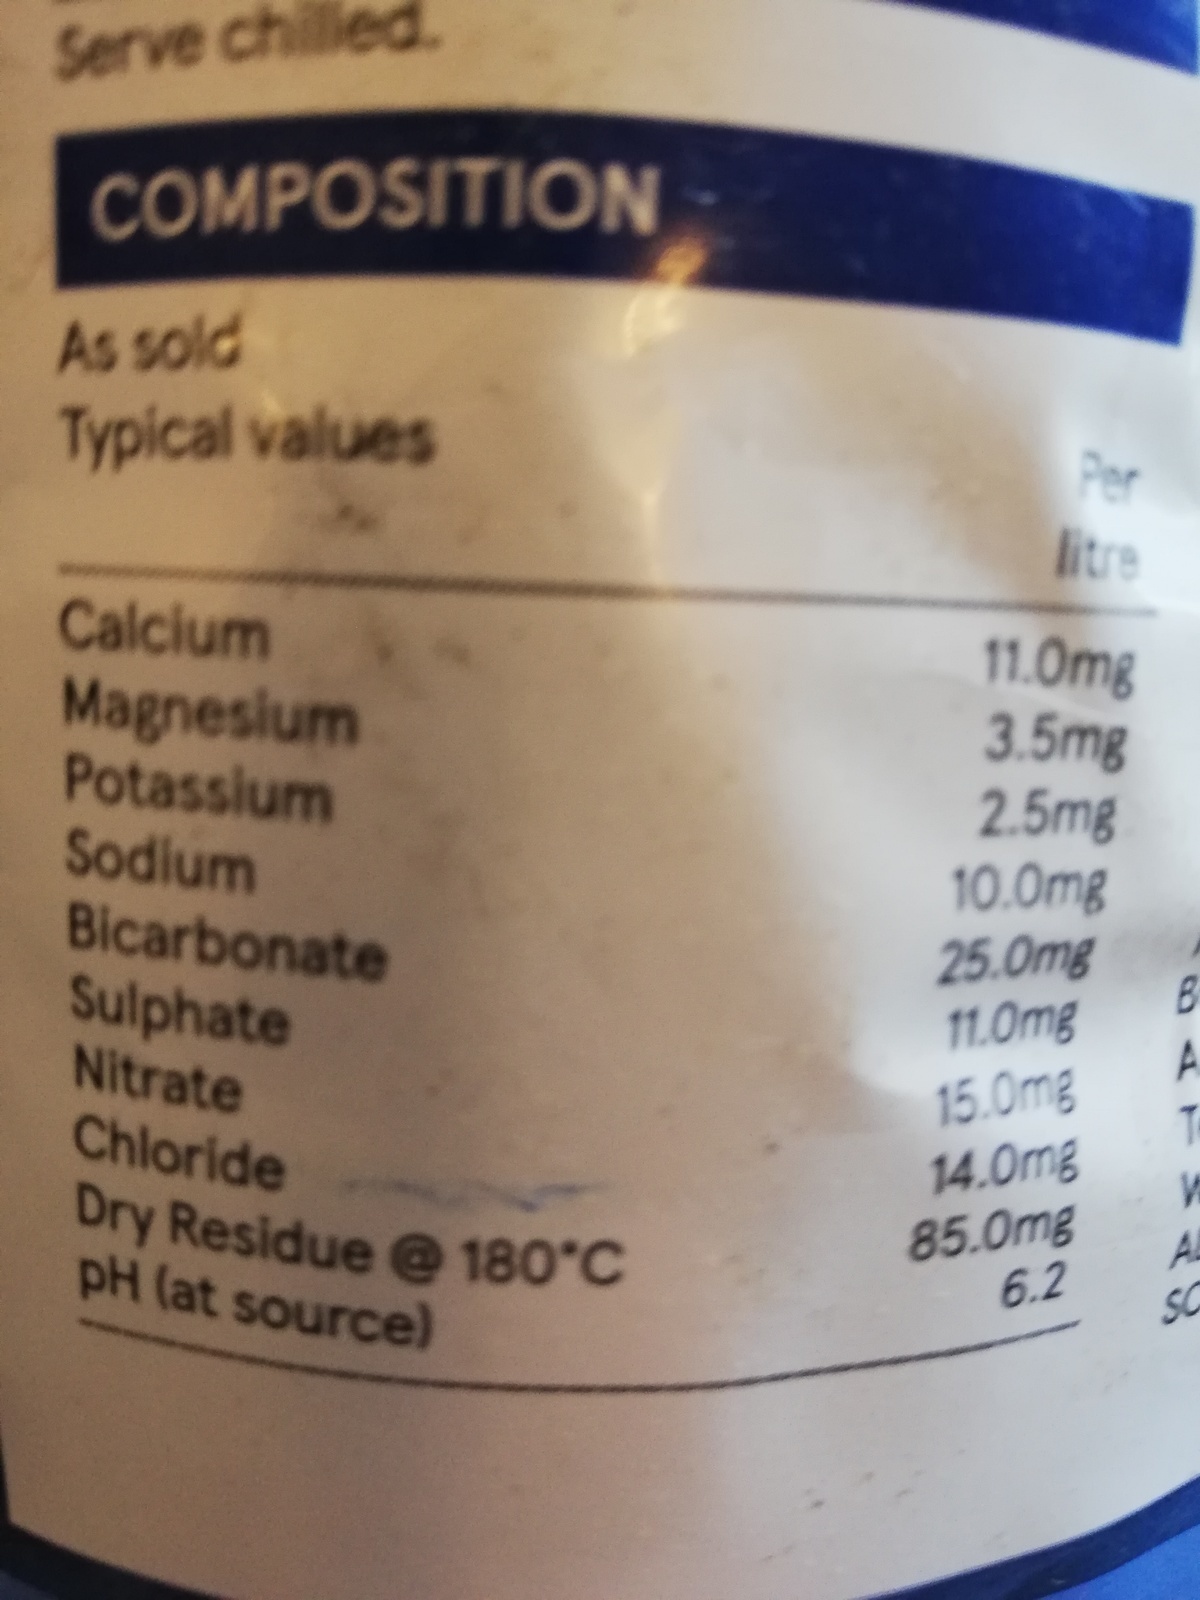 Serve chilled.
COMPOSITION
As sold
Typical values
Per
litre
Calcium 11.0mg
Magnesium 3.5mg
Potassium 2.5mg
Sodium 10.0mg
Bicarbonate 25.0mg
Sulphate 11.0mg
Nitrate 15.0mg
Chloride 14.0mg
Dry Residue @ 180°C 85.0mg
pH (at source) 6.2